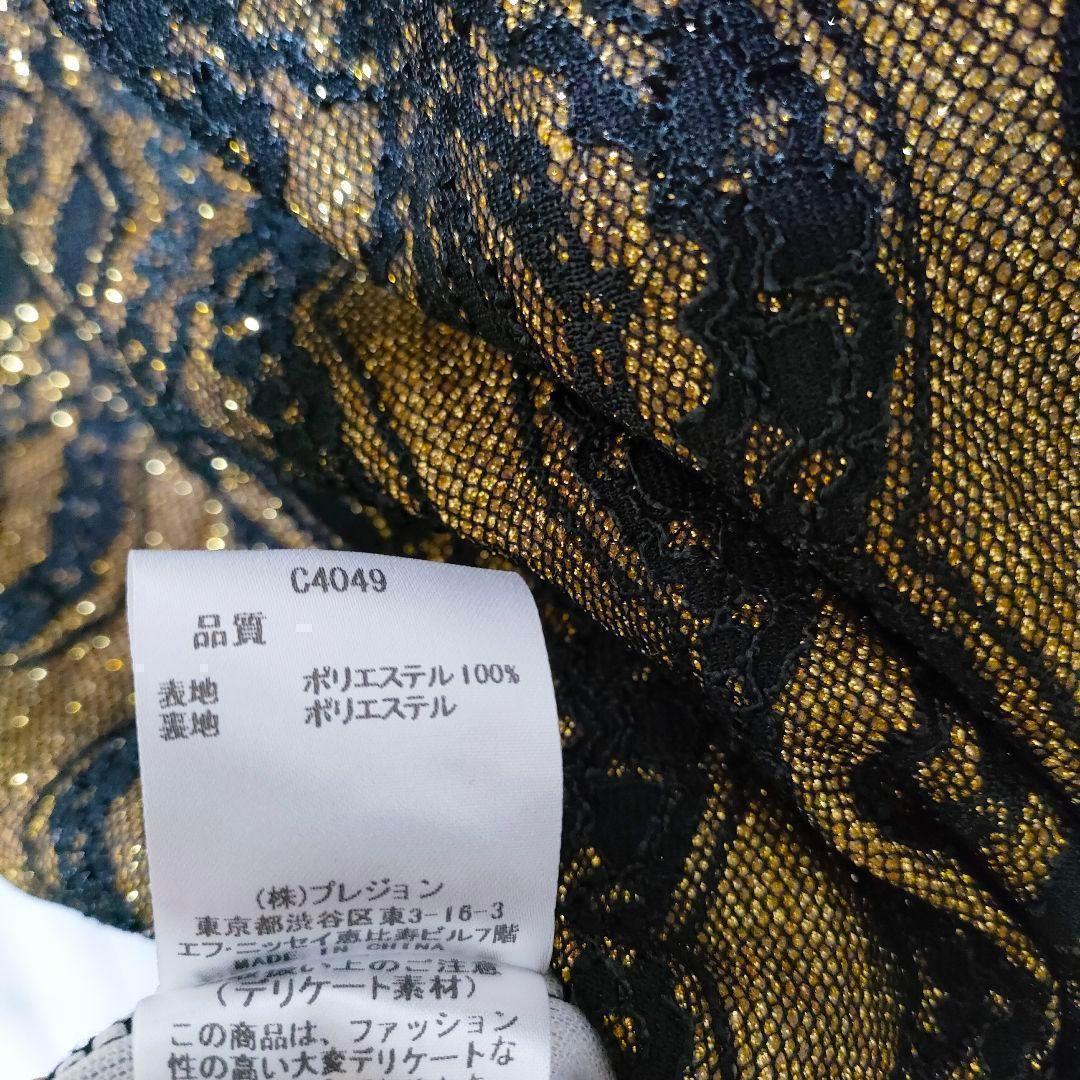 C4049
品質
表地 ポリエステル100%
裏地 ポリエステル
(株)プレジョン
東京都渋谷区東3-16-3
エフ・ニッセイ恵比寿ビル7階
MADE IN CHINA
取扱い上のご注意
(デリケート素材)
この商品は、ファッション
性の高い大変デリケートな